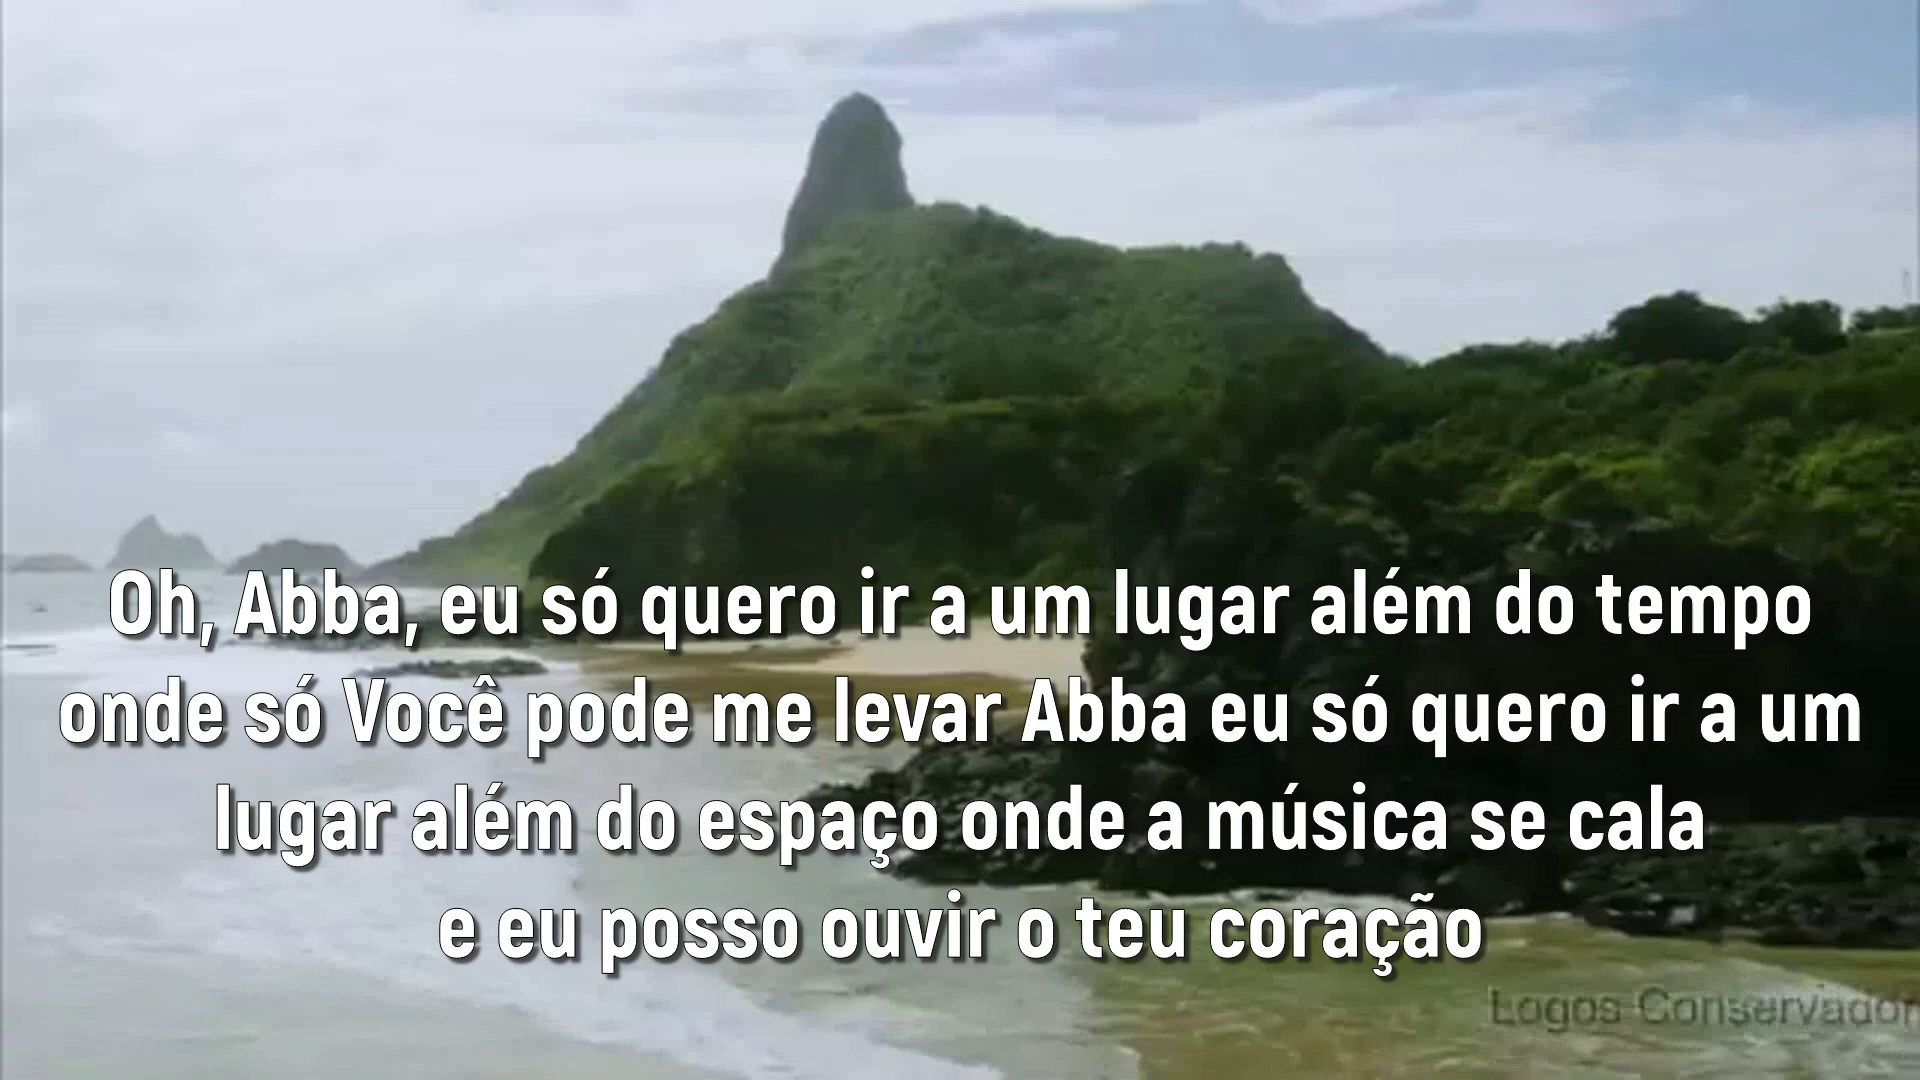 Oh, Abba, eu só quero ir a um lugar além do tempo
onde só Você pode me levar Abba eu só quero ir a um
lugar além do espaço onde a música se cala
e eu posso ouvir o teu coração
Logos Conservador